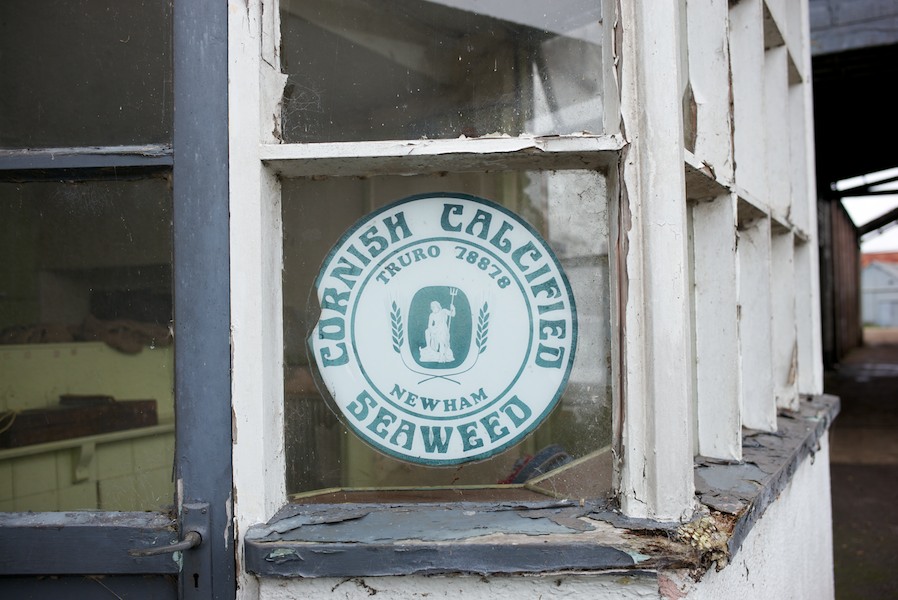 CORNISH CALCIFIED
TRURO 78878
NEWHAM
SEAWEED